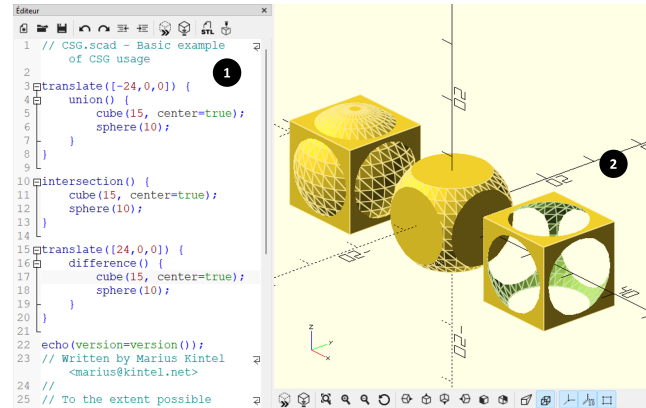 Éditeur
STL
1 // CSG.scad - Basic example
of CSG usage
2
3 translate([-24,0,0]) {
4 union() {
5 cube(15, center=true);
6 sphere(10);
7 }
8 }
9
10 intersection() {
11 cube(15, center=true);
12 sphere(10);
13 }
14
15 translate([24,0,0]) {
16 difference() {
17 cube(15, center=true);
18 sphere(10);
19 }
20 }
21
22 echo(version=version());
23 // Written by Marius Kintel
<marius@kintel.net>
24 //
25 // To the extent possible
1
2
20
-20
z
y
x